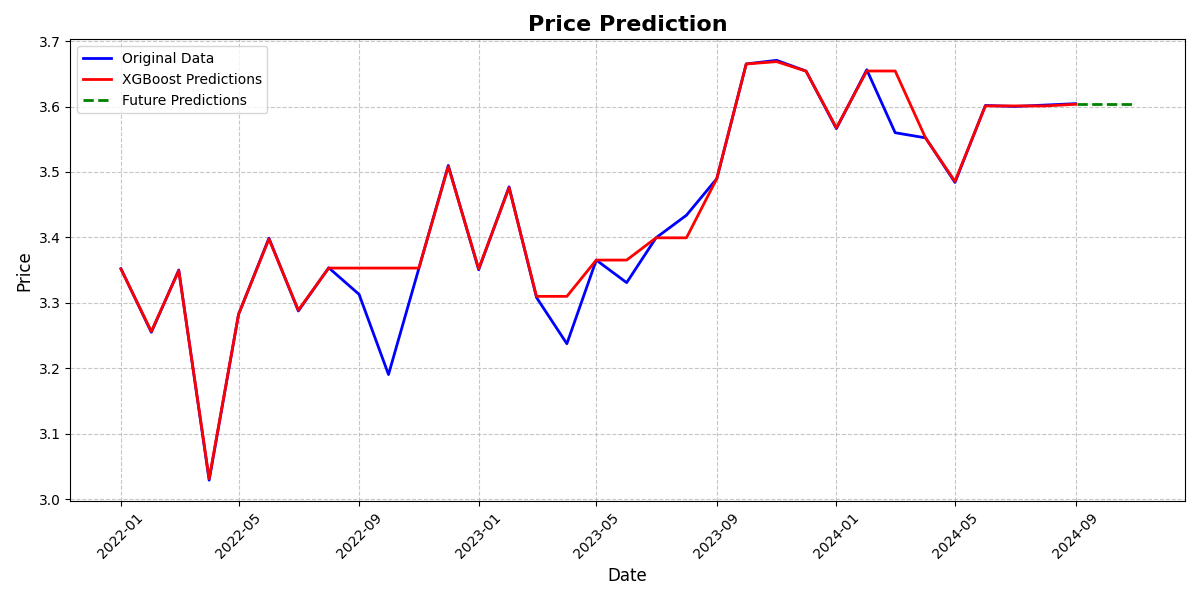 Price Prediction
Original Data
XGBoost Predictions
Future Predictions
Price
3.7
3.6
3.5
3.4
3.3
3.2
3.1
3.0
2022-01
2022-05
2022-09
2023-01
2023-05
2023-09
2024-01
2024-05
2024-09
Date